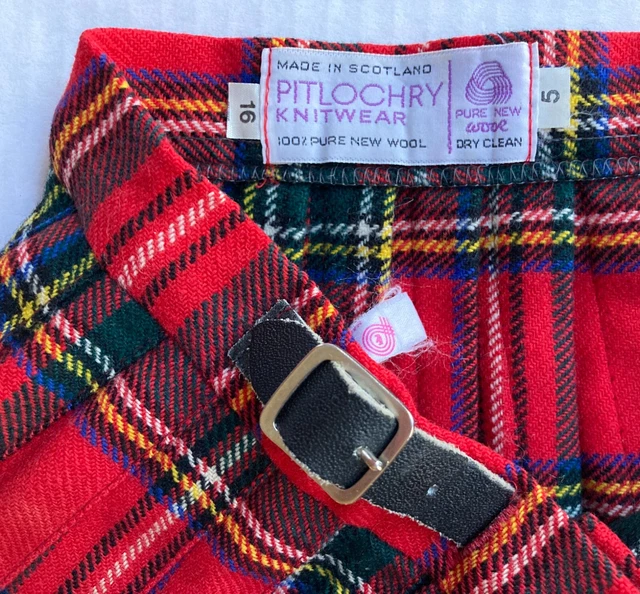 MADE IN SCOTLAND
PITLOCHRY
KNITWEAR
100% PURE NEW WOOL
PURE NEW
WOOL
DRY CLEAN
16
5